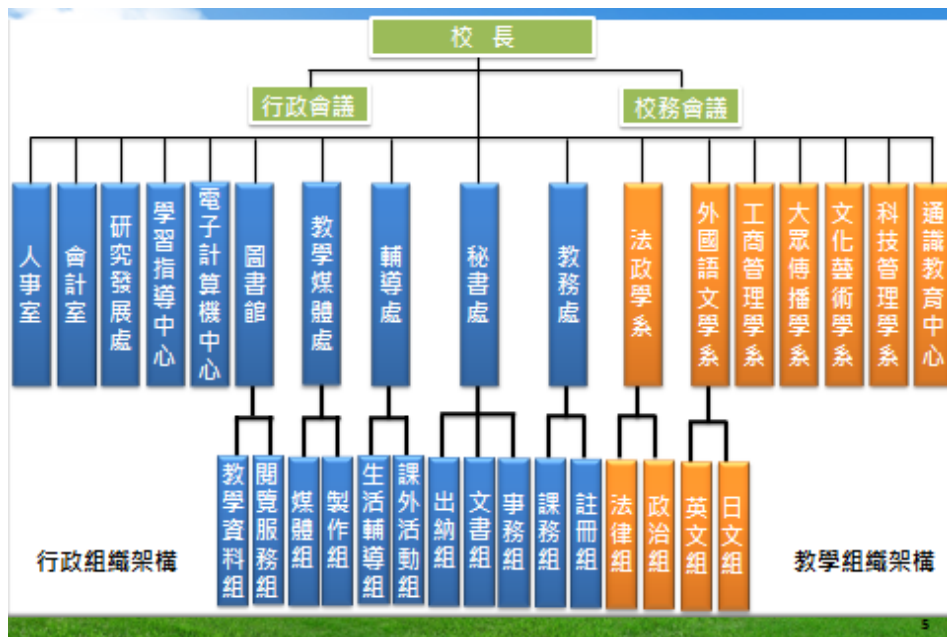 校 長
行政會議
校務會議
人事室
會計室
研究發展處
學習指導中心
電子計算機中心
圖書館
教學媒體處
輔導處
秘書處
教務處
法政學系
外國語文學系
工商管理學系
大眾傳播學系
文化藝術學系
科技管理學系
通識教育中心
教學資料組
閱覽服務組
媒體組
製作組
生活輔導組
課外活動組
出納組
文書組
事務組
課務組
註冊組
法律組
政治組
英文組
日文組
行政組織架構
教學組織架構
5